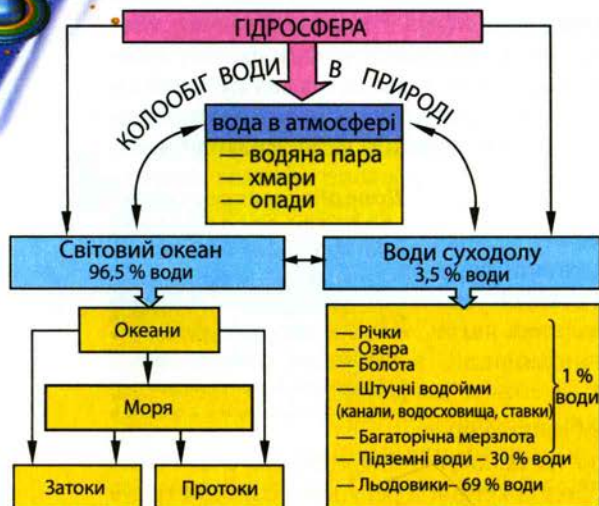 ГІДРОСФЕРА
КОЛООБІГ ВОДИ В ПРИРОДІ
вода в атмосфері
— водяна пара
— хмари
— опади
Світовий океан
96,5 % води
Води суходолу
3,5 % води
Океани
Моря
Затоки
Протоки
— Річки
— Озера
— Болота
— Штучні водойми
(канали, водосховища, ставки)
— Багаторічна мерзлота
1 %
води
— Підземні води – 30 % води
— Льодовики– 69 % води